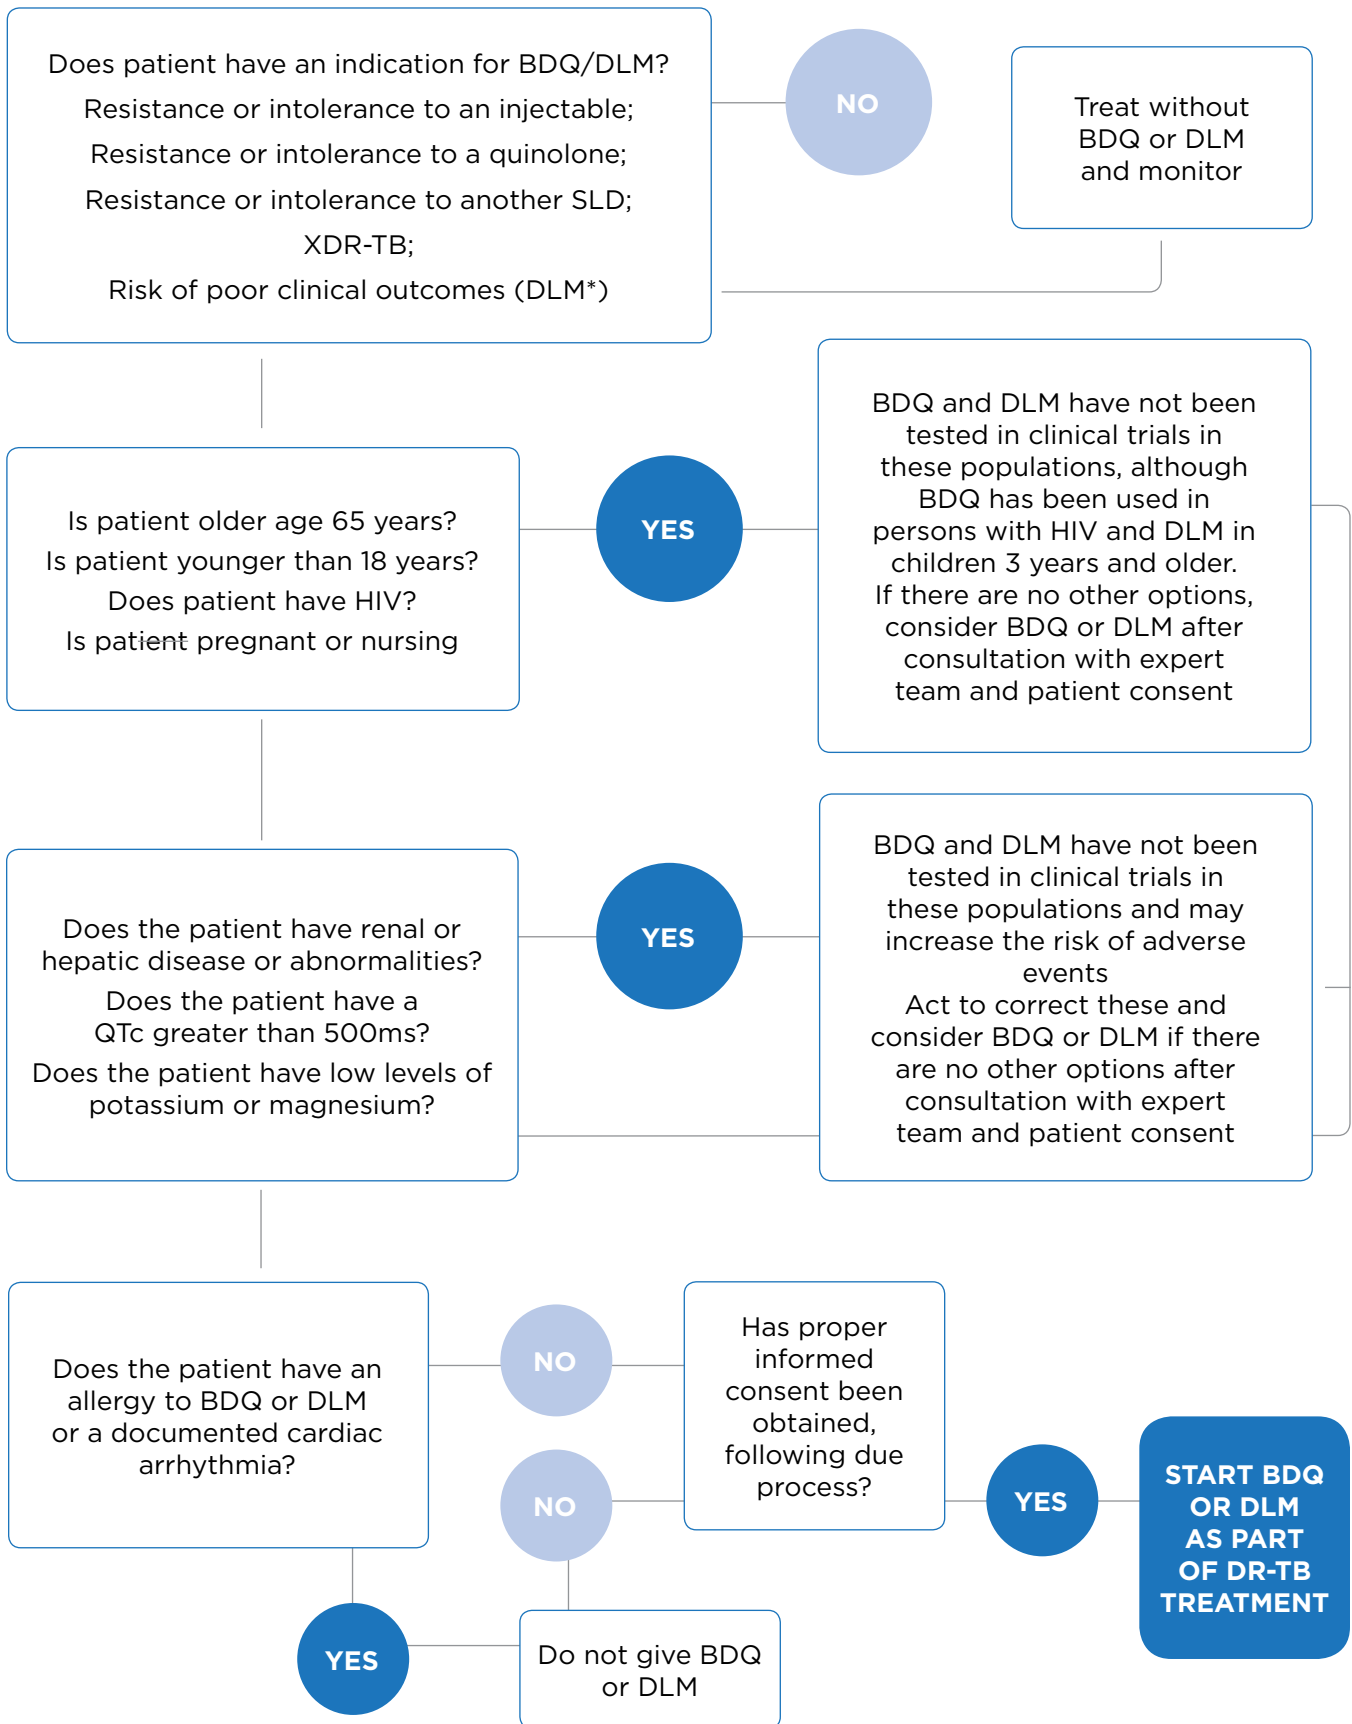 Does patient have an indication for BDQ/DLM?
Resistance or intolerance to an injectable;
Resistance or intolerance to a quinolone;
Resistance or intolerance to another SLD;
XDR-TB;
Risk of poor clinical outcomes (DLM*)
NO
Treat without
BDQ or DLM
and monitor
Is patient older age 65 years?
Is patient younger than 18 years?
Does patient have HIV?
Is patient pregnant or nursing
YES
BDQ and DLM have not been
tested in clinical trials in
these populations, although
BDQ has been used in
persons with HIV and DLM in
children 3 years and older.
If there are no other options,
consider BDQ or DLM after
consultation with expert
team and patient consent
Does the patient have renal or
hepatic disease or abnormalities?
Does the patient have a
QTc greater than 500ms?
Does the patient have low levels of
potassium or magnesium?
YES
BDQ and DLM have not been
tested in clinical trials in
these populations and may
increase the risk of adverse
events
Act to correct these and
consider BDQ or DLM if there
are no other options after
consultation with expert
team and patient consent
Does the patient have an
allergy to BDQ or DLM
or a documented cardiac
arrhythmia?
NO
Has proper
informed
consent been
obtained,
following due
process?
NO
YES
START BDQ
OR DLM
AS PART
OF DR-TB
TREATMENT
YES
Do not give BDQ
or DLM